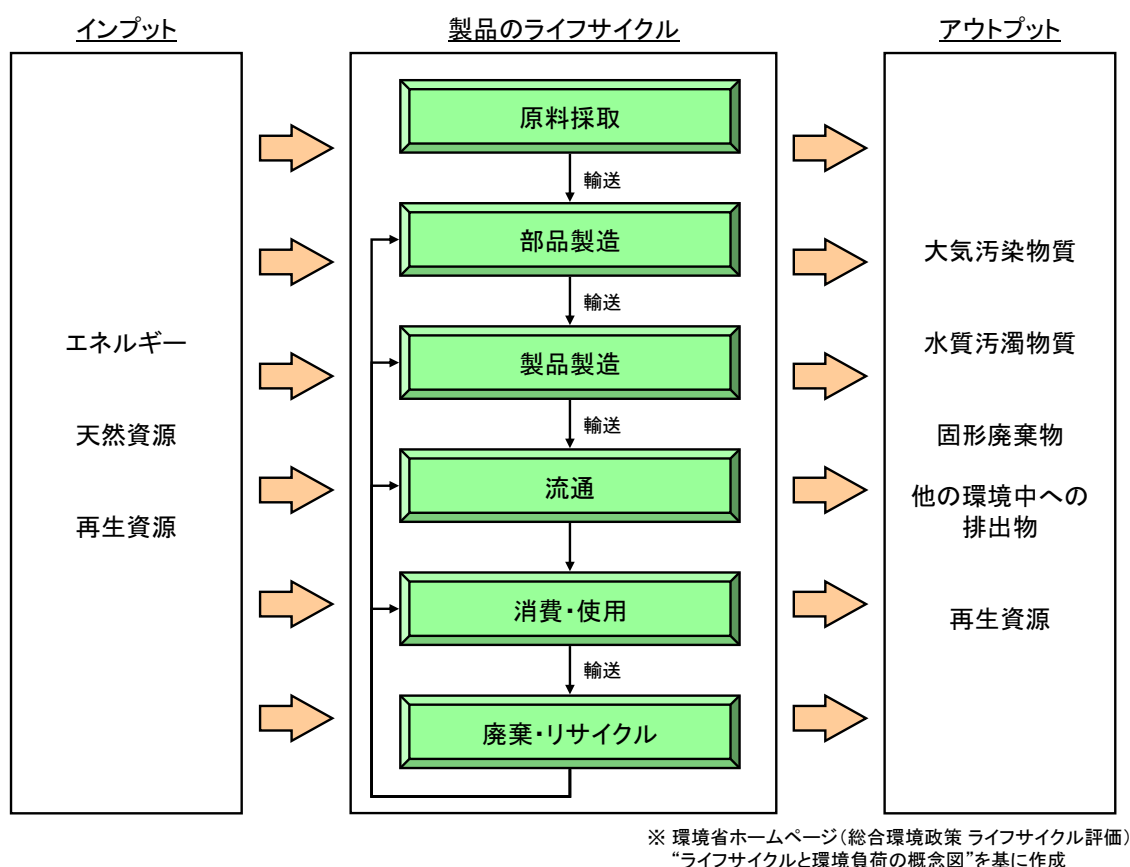 インプット
製品のライフサイクル
アウトプット
エネルギー
天然資源
再生資源
原料採取
輸送
部品製造
輸送
製品製造
輸送
流通
消費・使用
輸送
廃棄・リサイクル
大気汚染物質
水質汚濁物質
固形廃棄物
他の環境中への
排出物
再生資源
※ 環境省ホームページ(総合環境政策 ライフサイクル評価)
“ライフサイクルと環境負荷の概念図”を基に作成